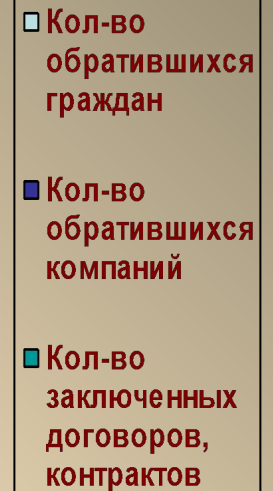 Кол-во
обратившихся
граждан
Кол-во
обратившихся
компаний
Кол-во
заключенных
договоров,
контрактов